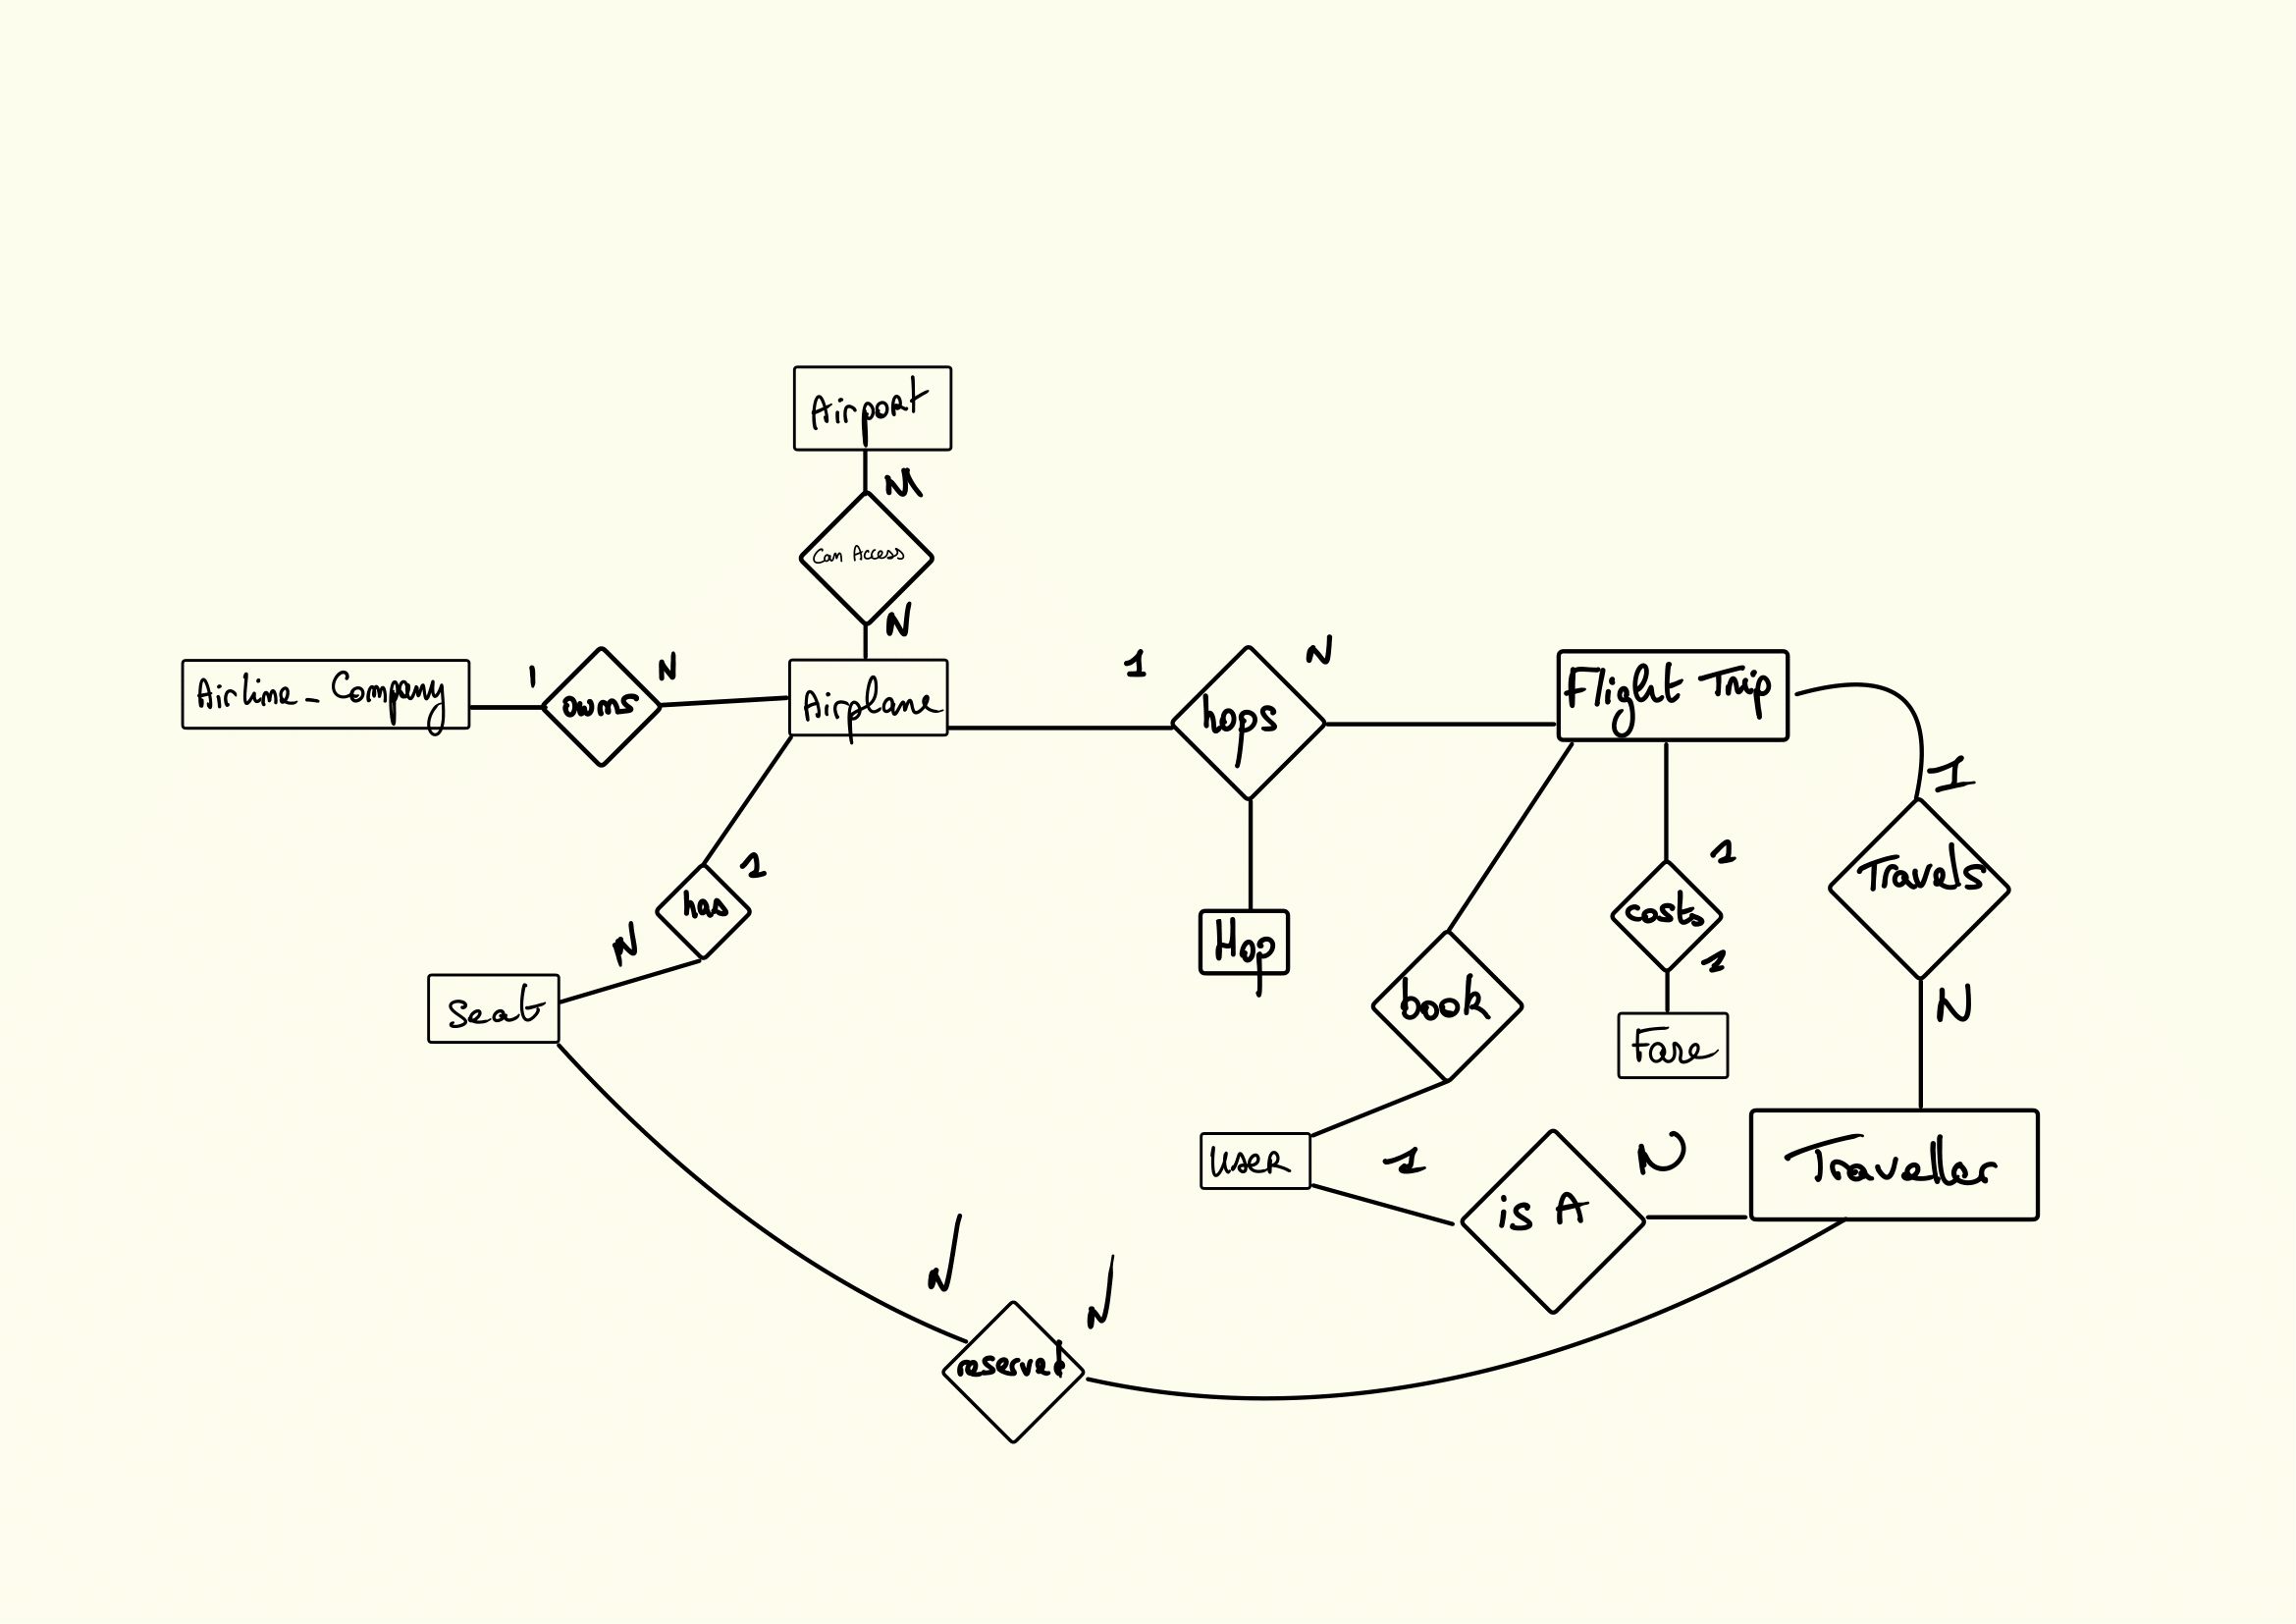 Airport
M
Can Access
N
Airline_Company
1
owns
N
Airplane
1
hops
N
Flight Trip
1
has
1
N
Seat
Hop
book
1
costs
1
Fare
Travels
N
User
1
is A
N
Traveller
N
N
reserve